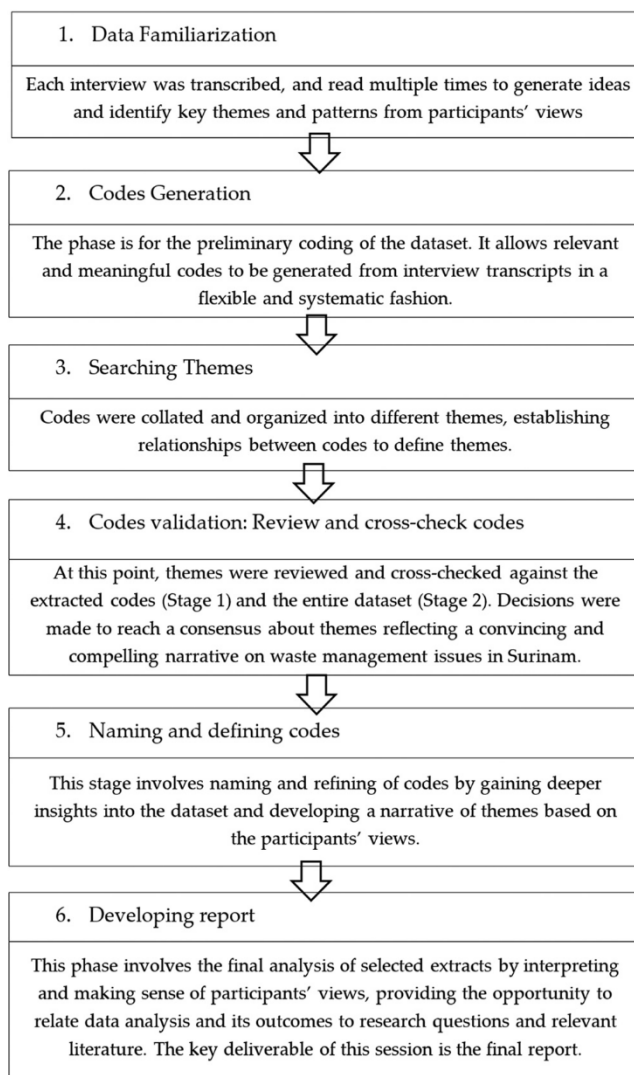 1. Data Familiarization
Each interview was transcribed, and read multiple times to generate ideas
and identify key themes and patterns from participants’ views
2. Codes Generation
The phase is for the preliminary coding of the dataset. It allows relevant
and meaningful codes to be generated from interview transcripts in a
flexible and systematic fashion.
3. Searching Themes
Codes were collated and organized into different themes, establishing
relationships between codes to define themes.
4. Codes validation: Review and cross-check codes
At this point, themes were reviewed and cross-checked against the
extracted codes (Stage 1) and the entire dataset (Stage 2). Decisions were
made to reach a consensus about themes reflecting a convincing and
compelling narrative on waste management issues in Surinam.
5. Naming and defining codes
This stage involves naming and refining of codes by gaining deeper
insights into the dataset and developing a narrative of themes based on
the participants’ views.
6. Developing report
This phase involves the final analysis of selected extracts by interpreting
and making sense of participants’ views, providing the opportunity to
relate data analysis and its outcomes to research questions and relevant
literature. The key deliverable of this session is the final report.